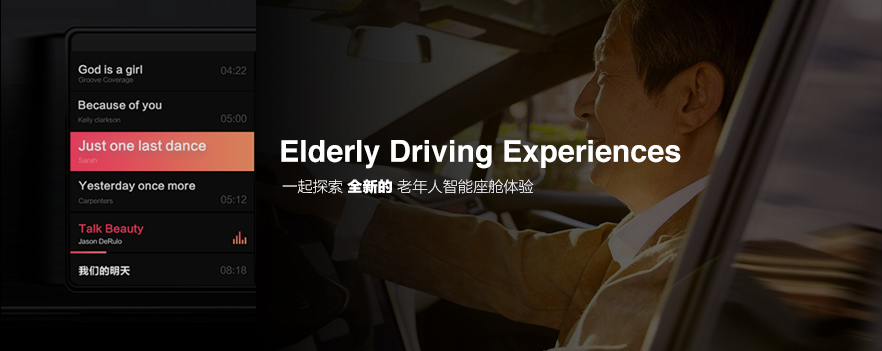 God is a girl 04:22
Groove Coverage
Because of you
Kelly clarkson 05:00
Just one last dance
Sarah
Yesterday once more
Carpenters 05:12
Talk Beauty
Jason DeRulo
我们的明天 08:18
Elderly Driving Experiences
一起探索 全新的 老年人智能座舱体验